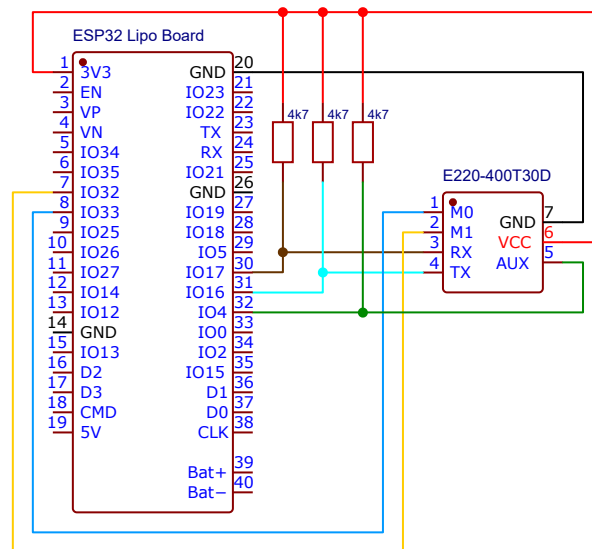 ESP32 Lipo Board
1 3V3 GND 20
2 EN IO23 21
3 VP IO22 22
4 VN TX 23
5 IO34 RX 24
6 IO35 IO21 25
7 IO32 GND 26
8 IO33 IO19 27
9 IO25 IO18 28
10 IO26 IO5 29
11 IO27 IO17 30
12 IO14 IO16 31
13 IO12 IO4 32
14 GND IO0 33
15 IO13 IO2 34
16 D2 IO15 35
17 D3 D1 36
18 CMD D0 37
19 5V CLK 38
Bat+ 39
Bat− 40
4k7 4k7 4k7
E220-400T30D
1 M0 GND 7
2 M1 VCC 6
3 RX AUX 5
4 TX